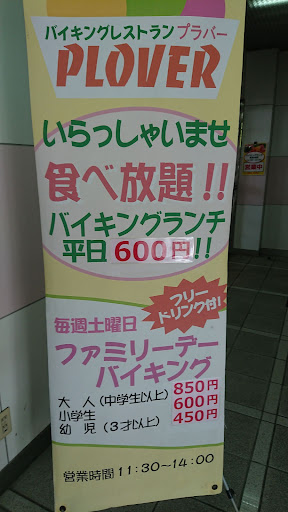 バイキングレストラン プラバー
PLOVER
いらっしゃいませ
食べ放題!!
バイキングランチ
平日600円!!
フリー
ドリンク付!
毎週土曜日
ファミリーデー
バイキング
大 人(中学生以上) 850円
小学生 600円
幼 児(3才以上) 450円
営業時間 11:30~14:00